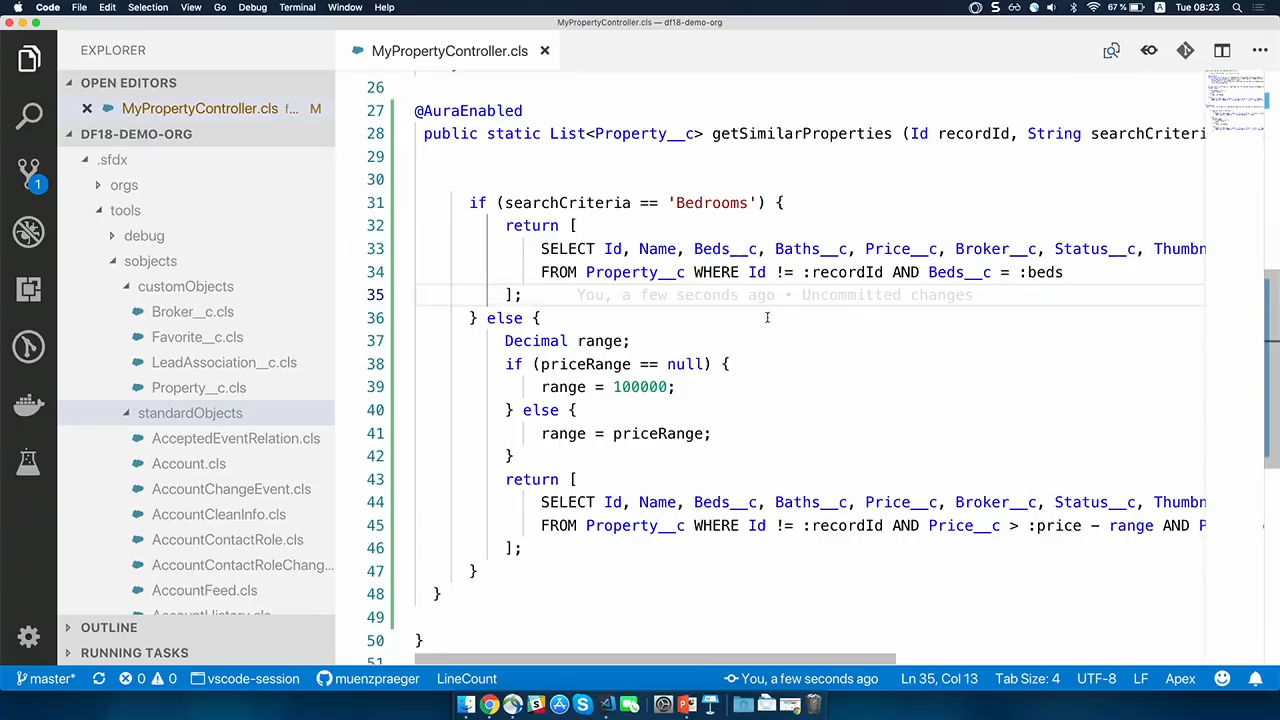 Code File Edit Selection View Go Debug Terminal Window Help
67 % A Tue 08:23
MyPropertyController.cls — df18-demo-org
EXPLORER
OPEN EDITORS
MyPropertyController.cls f... M
DF18-DEMO-ORG
.sfdx
orgs
tools
debug
sobjects
customObjects
Broker__c.cls
Favorite__c.cls
LeadAssociation__c.cls
Property__c.cls
standardObjects
AcceptedEventRelation.cls
Account.cls
AccountChangeEvent.cls
AccountCleanInfo.cls
AccountContactRole.cls
AccountContactRoleChang...
AccountFeed.cls
AccountHistory.cls
OUTLINE
RUNNING TASKS
1
MyPropertyController.cls
26
27 @AuraEnabled
28 public static List<Property__c> getSimilarProperties (Id recordId, String searchCriteri
29
30
31 if (searchCriteria == 'Bedrooms') {
32 return [
33 SELECT Id, Name, Beds__c, Baths__c, Price__c, Broker__c, Status__c, Thumbn
34 FROM Property__c WHERE Id != :recordId AND Beds__c = :beds
35 ]; You, a few seconds ago • Uncommitted changes
36 } else {
37 Decimal range;
38 if (priceRange == null) {
39 range = 100000;
40 } else {
41 range = priceRange;
42 }
43 return [
44 SELECT Id, Name, Beds__c, Baths__c, Price__c, Broker__c, Status__c, Thumbn
45 FROM Property__c WHERE Id != :recordId AND Price__c > :price - range AND P
46 ];
47 }
48 }
49
50 }
51
master* 0 0 vscode-session muenzpraeger LineCount You, a few seconds ago Ln 35, Col 13 Tab Size: 4 UTF-8 LF Apex